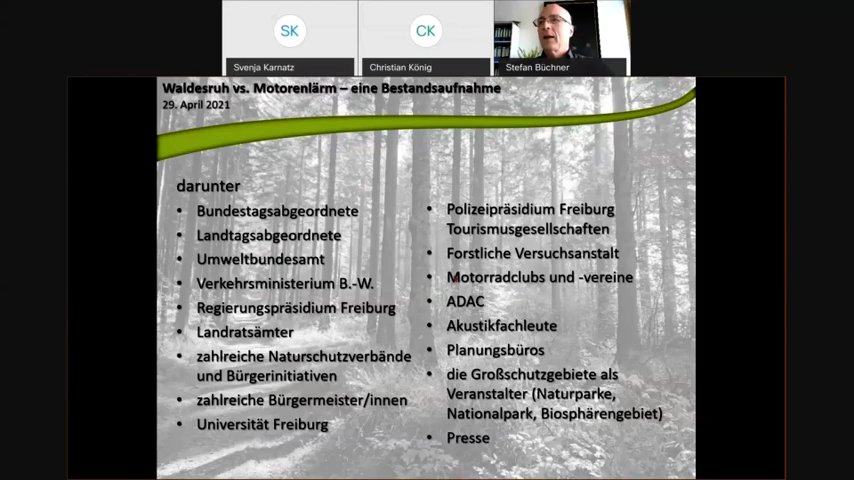 SK
CK
Svenja Karnatz
Christian König
Stefan Büchner
Waldesruh vs. Motorenlärm – eine Bestandsaufnahme
29. April 2021
darunter
• Bundestagsabgeordnete
• Landtagsabgeordnete
• Umweltbundesamt
• Verkehrsministerium B.-W.
• Regierungspräsidium Freiburg
• Landratsämter
• zahlreiche Naturschutzverbände
und Bürgerinitiativen
• zahlreiche Bürgermeister/innen
• Universität Freiburg
• Polizeipräsidium Freiburg
Tourismusgesellschaften
• Forstliche Versuchsanstalt
• Motorradclubs und -vereine
• ADAC
• Akustikfachleute
• Planungsbüros
• die Großschutzgebiete als
Veranstalter (Naturparke,
Nationalpark, Biosphärengebiet)
• Presse